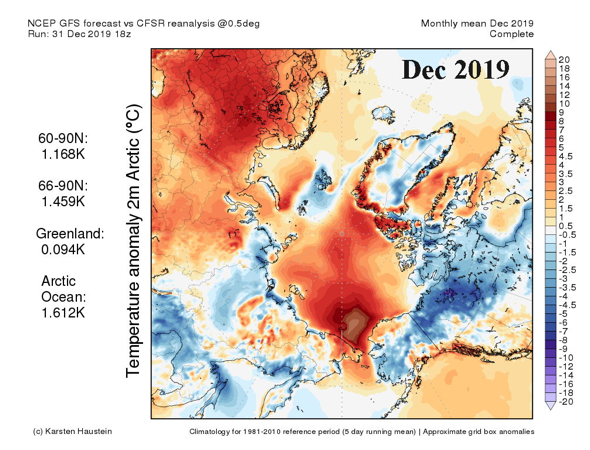 NCEP GFS forecast vs CFSR reanalysis @0.5deg
Run: 31 Dec 2019 18z
Monthly mean Dec 2019
Complete
Dec 2019
60-90N:
1.168K
66-90N:
1.459K
Greenland:
0.094K
Arctic
Ocean:
1.612K
Temperature anomaly 2m Arctic (°C)
20
18
16
14
12
10
9
8
7
6
5
4.5
4
3.5
3
2.5
2
1.5
1
0.5
-0.5
-1
-1.5
-2
-2.5
-3
-3.5
-4
-4.5
-5
-6
-7
-8
-9
-10
-12
-14
-16
-18
-20
(c) Karsten Haustein
Climatology for 1981-2010 reference period (5 day running mean) | Approximate grid box anomalies